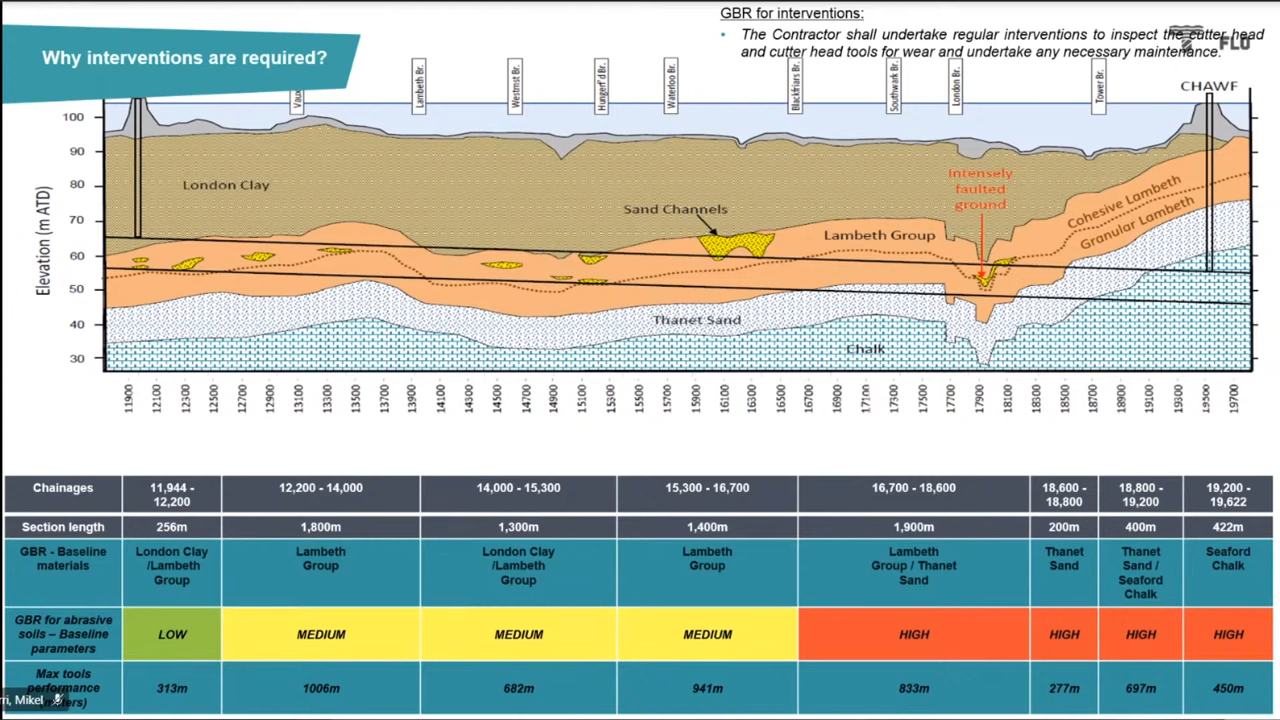 GBR for interventions:
• The Contractor shall undertake regular interventions to inspect the cutter head
and cutter head tools for wear and undertake any necessary maintenance.
FLO
Why interventions are required?
Lambeth Br.
Westmst Br.
Hungerf'd Br.
Waterloo Br.
Blackfriars Br.
Southwark Br.
London Br.
Tower Br.
CHAWF
Elevation (m ATD)
100
90
80
70
60
50
40
30
London Clay
Sand Channels
Intensely
faulted
ground
Lambeth Group
Cohesive Lambeth
Granular Lambeth
Thanet Sand
Chalk
11900 12100 12300 12500 12700 12900 13100 13300 13500 13700 13900 14100 14300 14500 14700 14900 15100 15300 15500 15700 15900 16100 16300 16500 16700 16900 17100 17300 17500 17700 17900 18100 18300 18500 18700 18900 19100 19300 19500 19700
Chainages 11,944 - 12,200 12,200 - 14,000 14,000 - 15,300 15,300 - 16,700 16,700 - 18,600 18,600 - 18,800 18,800 - 19,200 19,200 - 19,622
Section length 256m 1,800m 1,300m 1,400m 1,900m 200m 400m 422m
GBR - Baseline materials London Clay /Lambeth Group Lambeth Group London Clay /Lambeth Group Lambeth Group Lambeth Group / Thanet Sand Thanet Sand Thanet Sand / Seaford Chalk Seaford Chalk
GBR for abrasive soils – Baseline parameters LOW MEDIUM MEDIUM MEDIUM HIGH HIGH HIGH HIGH
Max tools performance 313m 1006m 682m 941m 833m 277m 697m 450m
Mikel